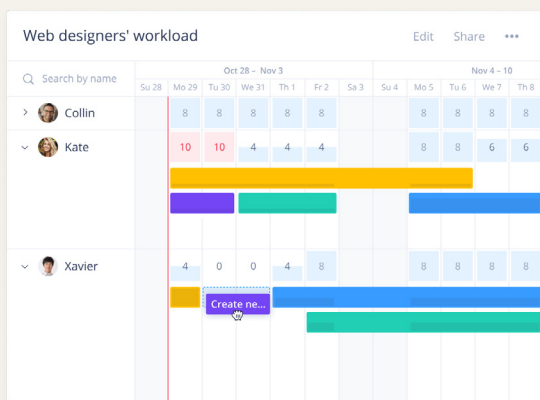 Web designers' workload
Edit Share •••
Search by name
Oct 28 – Nov 3 Nov 4 – 10
Su 28 Mo 29 Tu 30 We 31 Th 1 Fr 2 Sa 3 Su 4 Mo 5 Tu 6 We 7 Th 8
Collin 8 8 8 8 8 8 8 8 8
Kate 10 10 4 4 4 8 8 6 6
Xavier 4 0 0 4 8 8 8 8 8
Create ne...